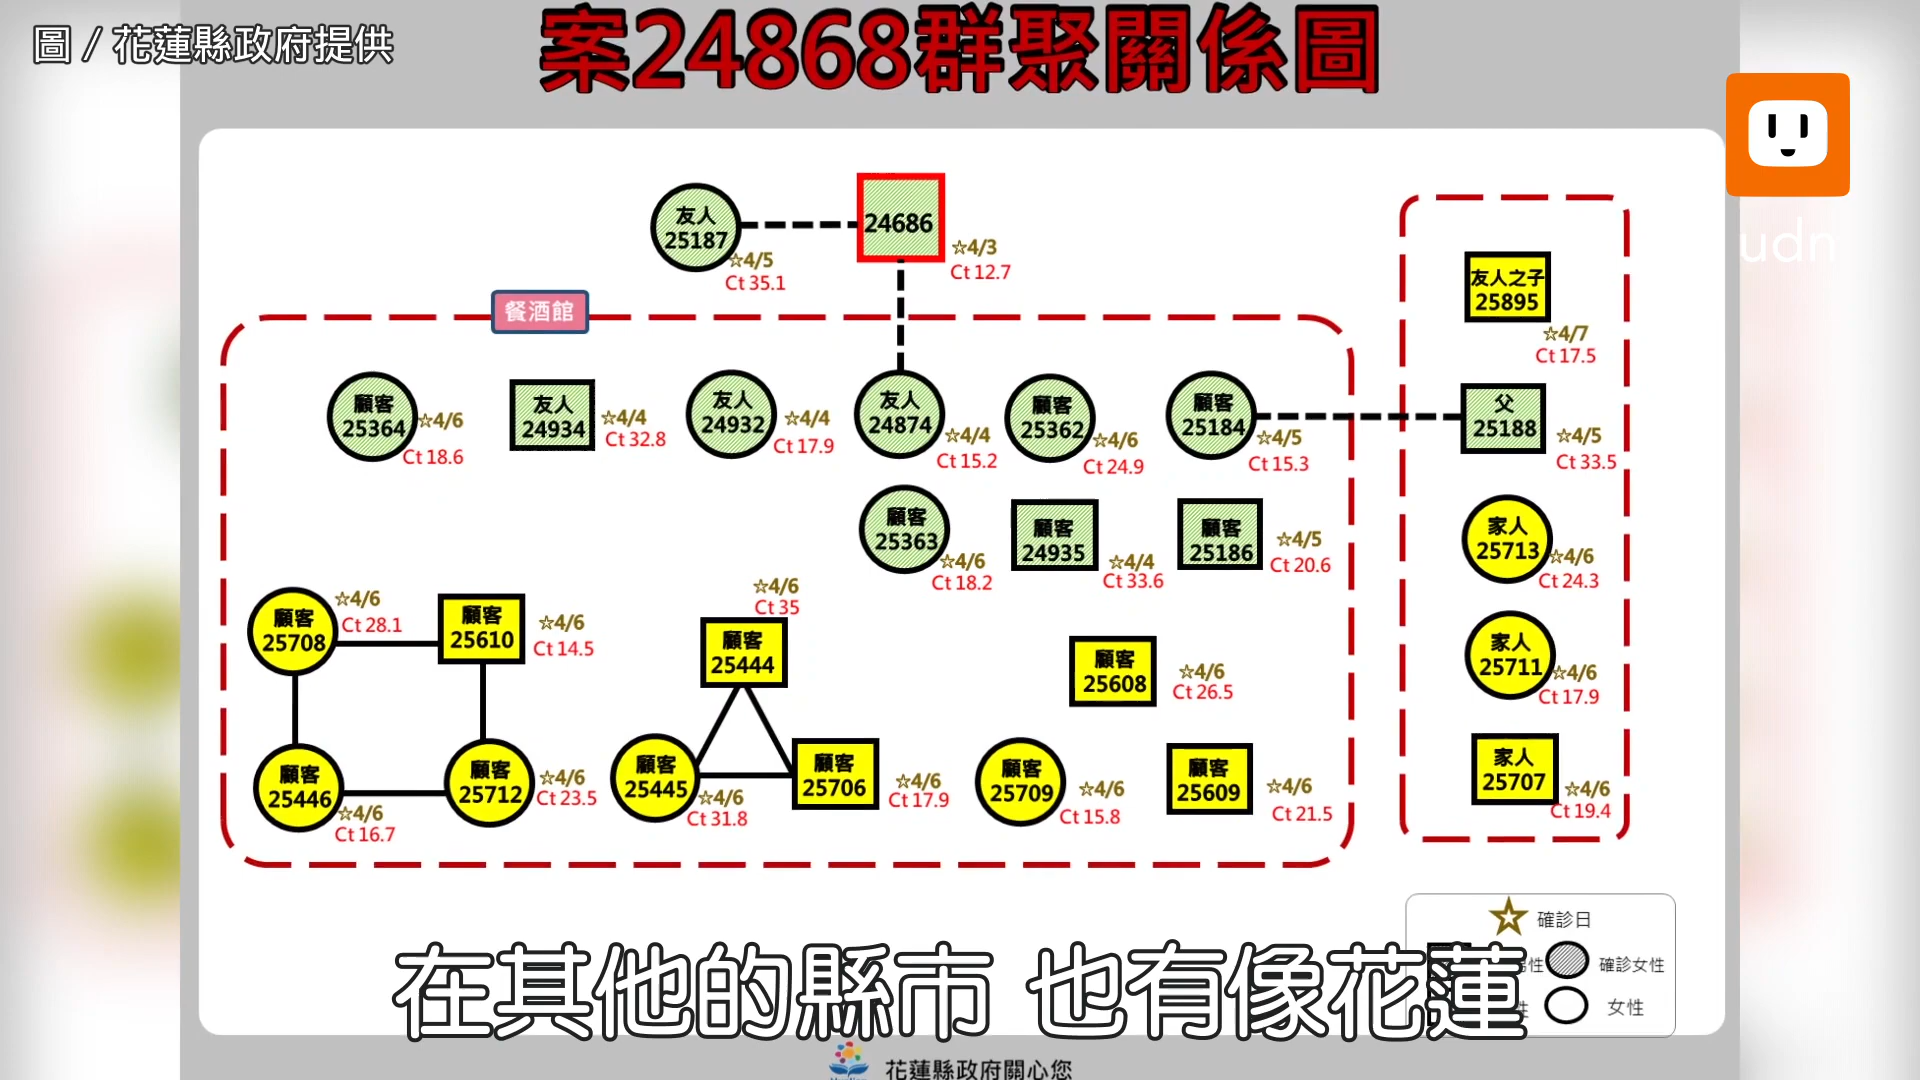 圖 / 花蓮縣政府提供
案24868群聚關係圖
udn
友人
25187
☆4/5
Ct 35.1
24686
☆4/3
Ct 12.7
餐酒館
顧客
25364
☆4/6
Ct 18.6
友人
24934
☆4/4
Ct 32.8
友人
24932
☆4/4
Ct 17.9
友人
24874
☆4/4
Ct 15.2
顧客
25362
☆4/6
Ct 24.9
顧客
25184
☆4/5
Ct 15.3
顧客
25363
☆4/6
Ct 18.2
顧客
24935
☆4/4
Ct 33.6
顧客
25186
☆4/5
Ct 20.6
顧客
25708
☆4/6
Ct 28.1
顧客
25610
☆4/6
Ct 14.5
顧客
25446
☆4/6
Ct 16.7
顧客
25712
☆4/6
Ct 23.5
☆4/6
Ct 35
顧客
25444
顧客
25445
☆4/6
Ct 31.8
顧客
25706
☆4/6
Ct 17.9
顧客
25608
☆4/6
Ct 26.5
顧客
25709
☆4/6
Ct 15.8
顧客
25609
☆4/6
Ct 21.5
友人之子
25895
☆4/7
Ct 17.5
父
25188
☆4/5
Ct 33.5
家人
25713
☆4/6
Ct 24.3
家人
25711
☆4/6
Ct 17.9
家人
25707
☆4/6
Ct 19.4
確診日
性 確診女性
性 女性
在其他的縣市 也有像花蓮
花蓮縣政府關心您